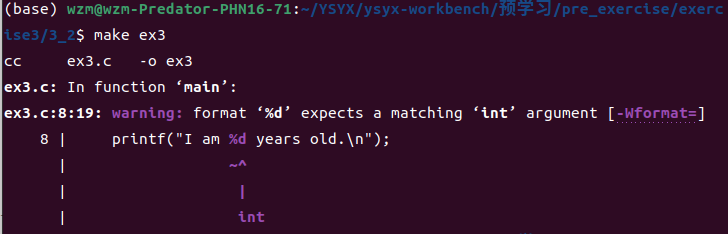 (base) wzm@wzm-Predator-PHN16-71:~/YSYX/ysyx-workbench/预学习/pre_exercise/exerc
ise3/3_2$ make ex3
cc     ex3.c   -o ex3
ex3.c: In function ‘main’:
ex3.c:8:19: warning: format ‘%d’ expects a matching ‘int’ argument [-Wformat=]
    8 |     printf("I am %d years old.\n");
      |                  ~^
      |                   |
      |                   int